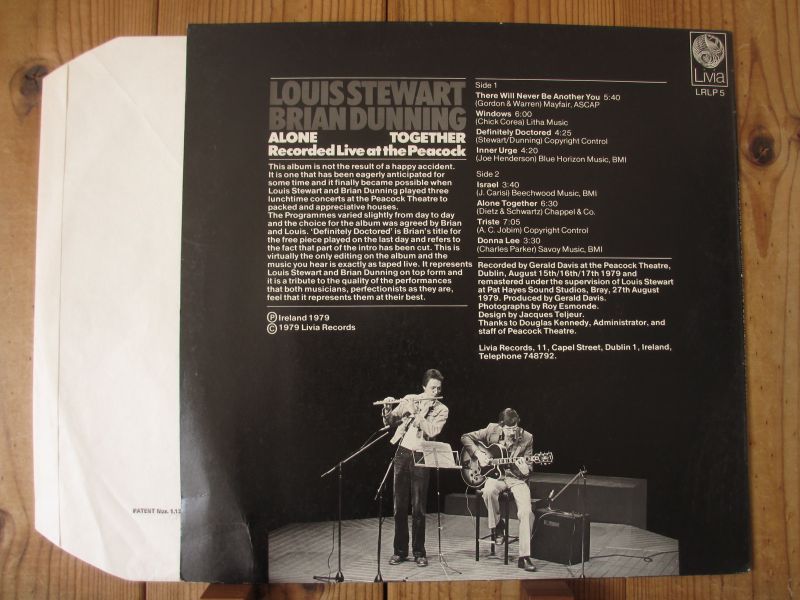 Livia
LRLP 5
LOUIS STEWART
BRIAN DUNNING
ALONE TOGETHER
Recorded Live at the Peacock
This album is not the result of a happy accident.
It is one that has been eagerly anticipated for
some time and it finally became possible when
Louis Stewart and Brian Dunning played three
lunchtime concerts at the Peacock Theatre to
packed and appreciative houses.
The Programmes varied slightly from day to day
and the choice for the album was agreed by Brian
and Louis. 'Definitely Doctored' is Brian's title for
the free piece played on the last day and refers to
the fact that part of the intro has been cut. This is
virtually the only editing on the album and the
music you hear is exactly as taped live. It represents
Louis Stewart and Brian Dunning on top form and
it is a tribute to the quality of the performances
that both musicians, perfectionists as they are,
feel that it represents them at their best.
Ⓟ Ireland 1979
© 1979 Livia Records
Side 1
There Will Never Be Another You 5:40
(Gordon & Warren) Mayfair, ASCAP
Windows 6:00
(Chick Corea) Litha Music
Definitely Doctored 4:25
(Stewart/Dunning) Copyright Control
Inner Urge 4:20
(Joe Henderson) Blue Horizon Music, BMI
Side 2
Israel 3:40
(J. Carisi) Beechwood Music, BMI
Alone Together 6:30
(Dietz & Schwartz) Chappel & Co.
Triste 7:05
(A. C. Jobim) Copyright Control
Donna Lee 3:30
(Charles Parker) Savoy Music, BMI
Recorded by Gerald Davis at the Peacock Theatre,
Dublin, August 15th/16th/17th 1979 and
remastered under the supervision of Louis Stewart
at Pat Hayes Sound Studios, Bray, 27th August
1979. Produced by Gerald Davis.
Photographs by Roy Esmonde.
Design by Jacques Teljeur.
Thanks to Douglas Kennedy, Administrator, and
staff of Peacock Theatre.
Livia Records, 11, Capel Street, Dublin 1, Ireland,
Telephone 748792.
PATENT Nos. 1,12